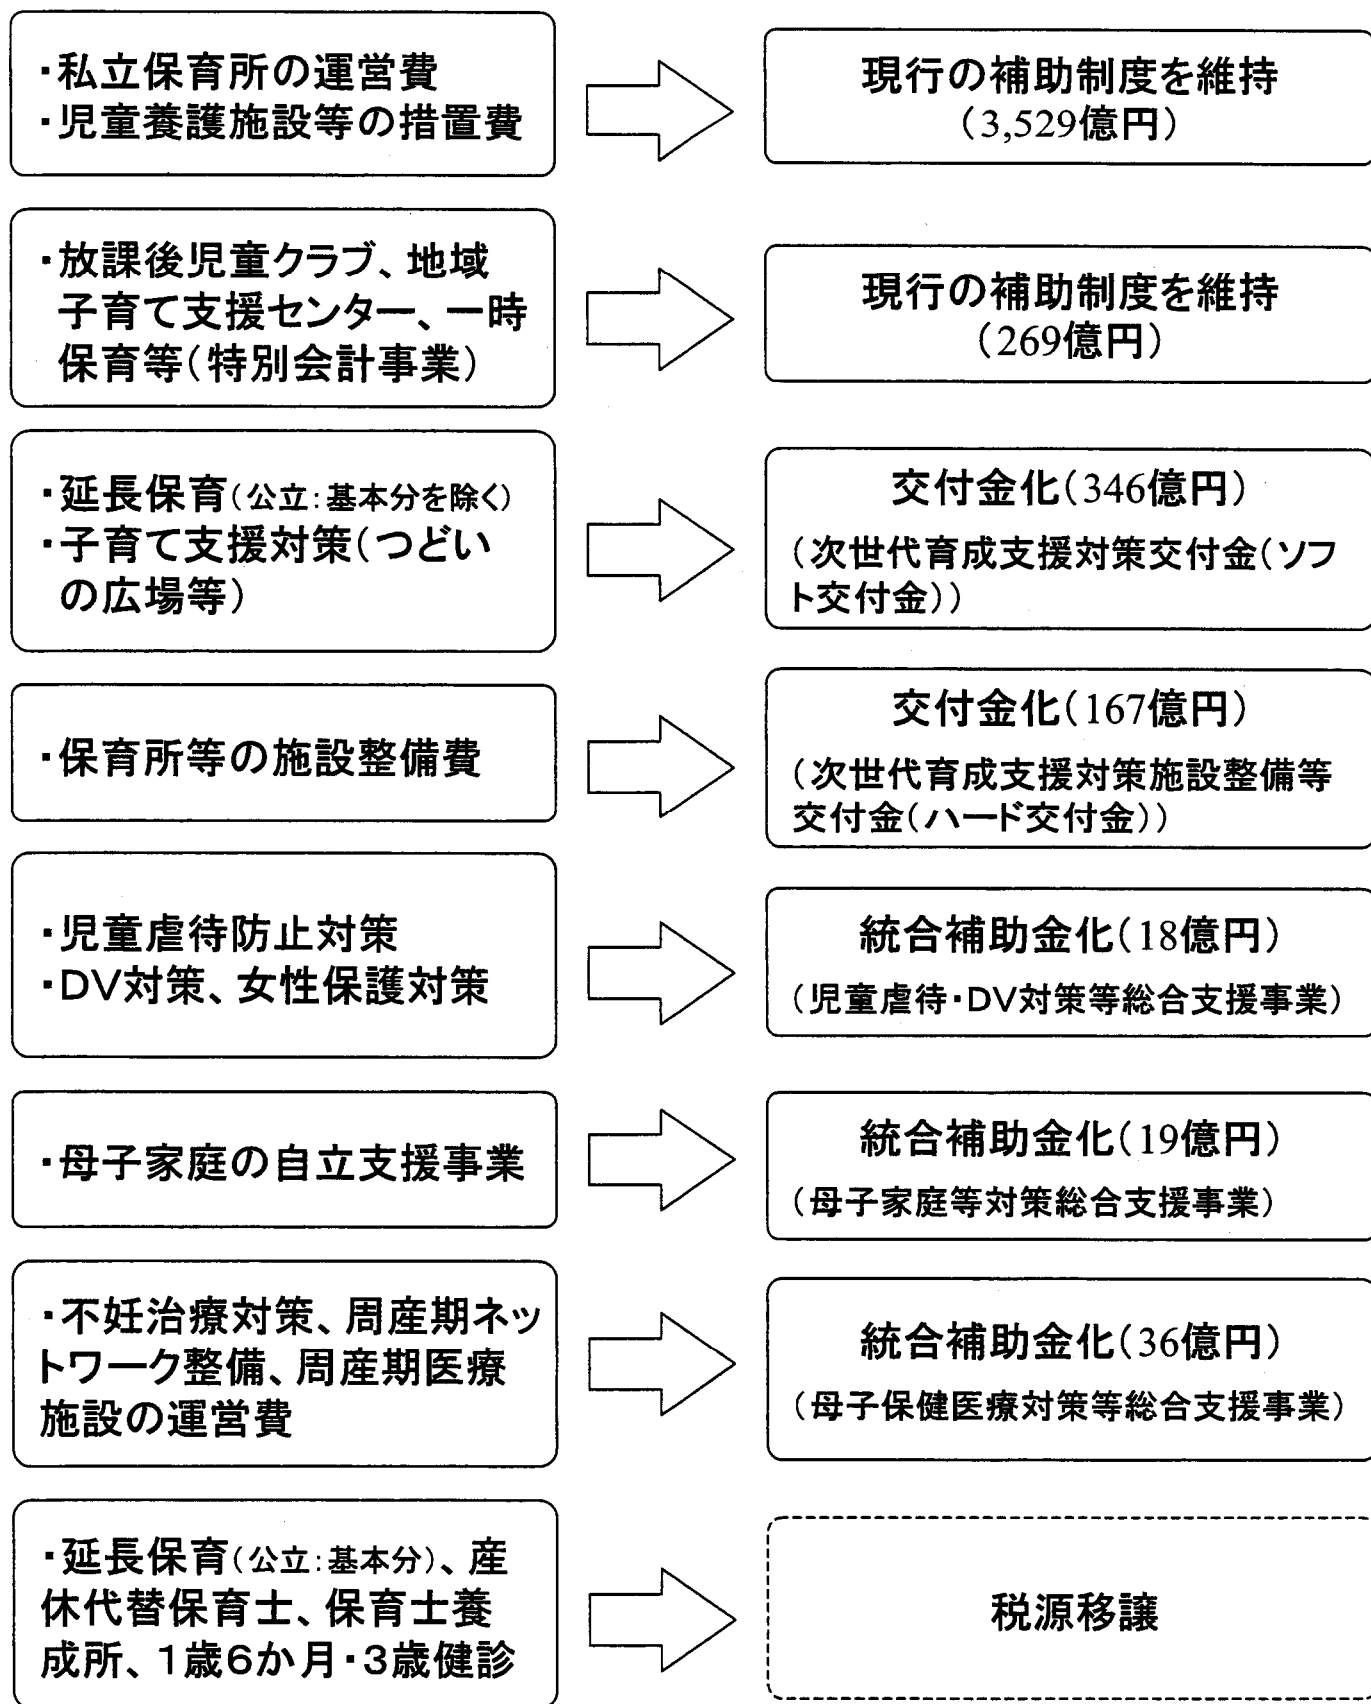 ・私立保育所の運営費
・児童養護施設等の措置費
現行の補助制度を維持
(3,529億円)
・放課後児童クラブ、地域
子育て支援センター、一時
保育等(特別会計事業)
現行の補助制度を維持
(269億円)
・延長保育(公立:基本分を除く)
・子育て支援対策(つどい
の広場等)
交付金化(346億円)
(次世代育成支援対策交付金(ソフ
ト交付金))
・保育所等の施設整備費
交付金化(167億円)
(次世代育成支援対策施設整備等
交付金(ハード交付金))
・児童虐待防止対策
・DV対策、女性保護対策
統合補助金化(18億円)
(児童虐待・DV対策等総合支援事業)
・母子家庭の自立支援事業
統合補助金化(19億円)
(母子家庭等対策総合支援事業)
・不妊治療対策、周産期ネッ
トワーク整備、周産期医療
施設の運営費
統合補助金化(36億円)
(母子保健医療対策等総合支援事業)
・延長保育(公立:基本分)、産
休代替保育士、保育士養
成所、1歳6か月・3歳健診
税源移譲